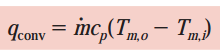 q_conv = ṁc_p(T_m,o − T_m,i)